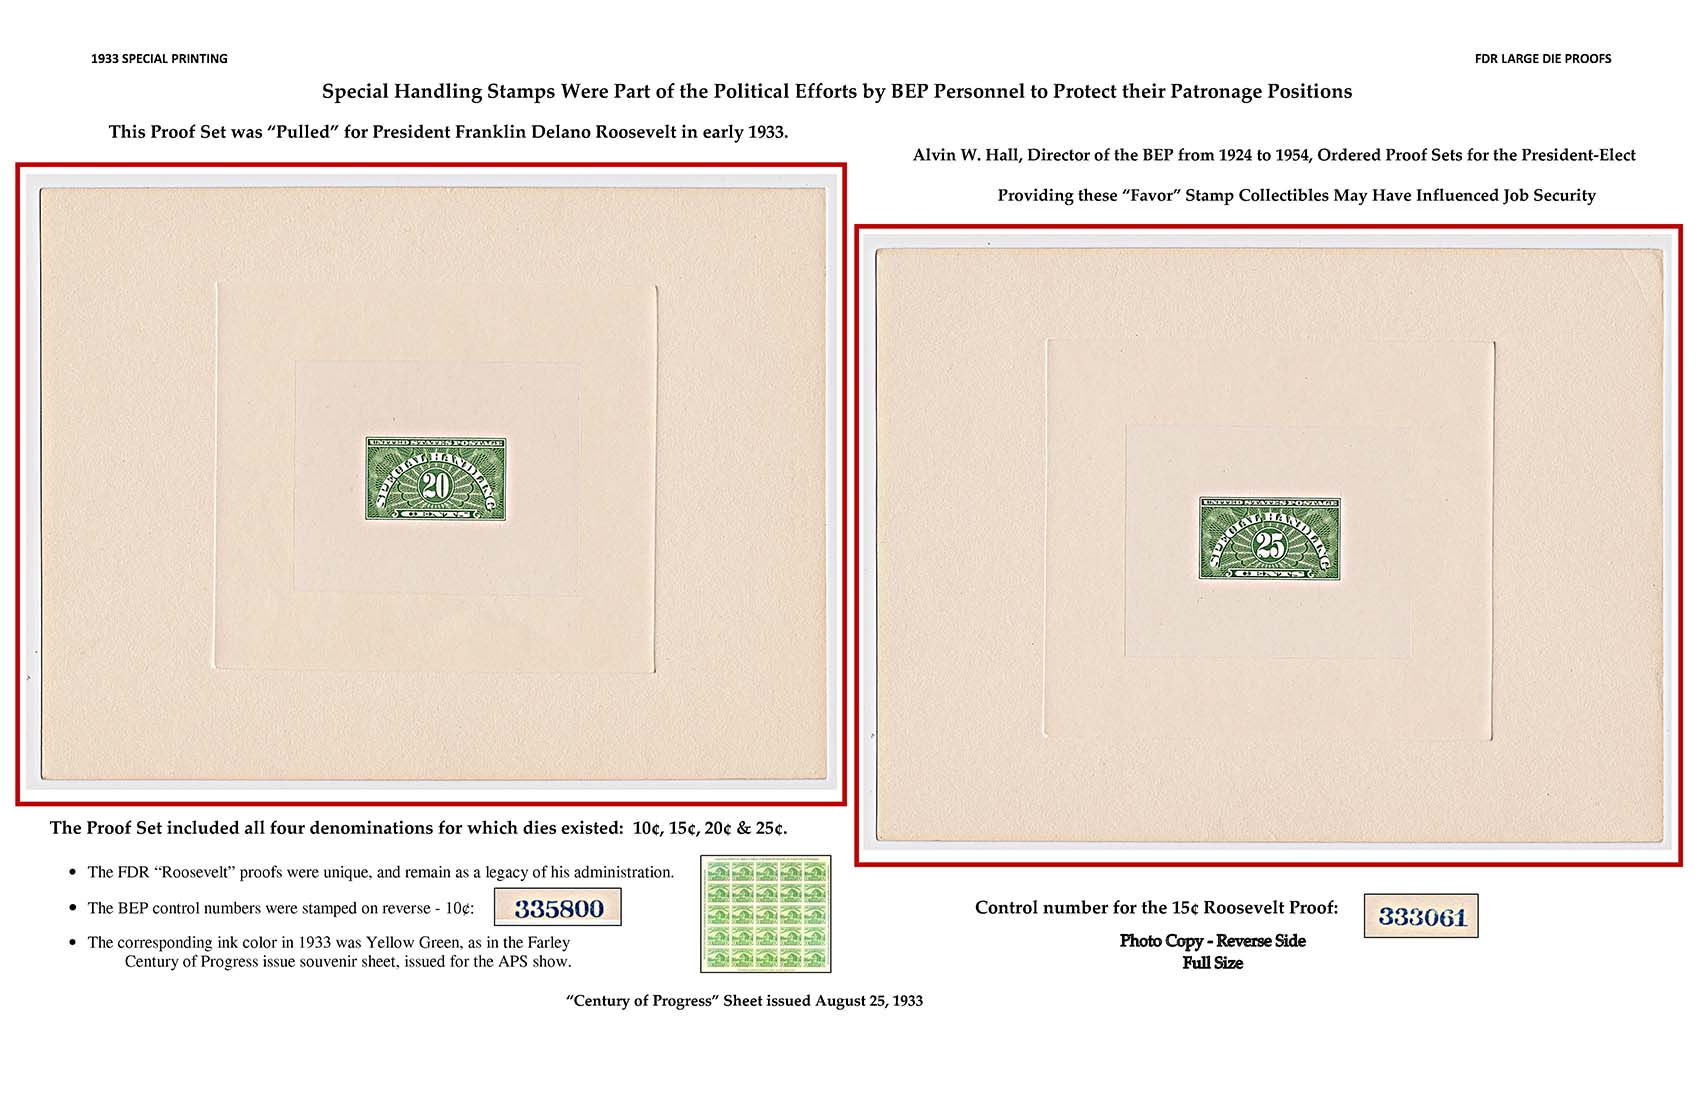 1933 SPECIAL PRINTING
FDR LARGE DIE PROOFS
Special Handling Stamps Were Part of the Political Efforts by BEP Personnel to Protect their Patronage Positions
This Proof Set was “Pulled” for President Franklin Delano Roosevelt in early 1933.
Alvin W. Hall, Director of the BEP from 1924 to 1954, Ordered Proof Sets for the President-Elect
Providing these “Favor” Stamp Collectibles May Have Influenced Job Security
UNITED STATES POSTAGE
SPECIAL HANDLING
20
CENTS
UNITED STATES POSTAGE
SPECIAL HANDLING
25
CENTS
The Proof Set included all four denominations for which dies existed: 10¢, 15¢, 20¢ & 25¢.
• The FDR “Roosevelt” proofs were unique, and remain as a legacy of his administration.
• The BEP control numbers were stamped on reverse - 10¢:
335800
• The corresponding ink color in 1933 was Yellow Green, as in the Farley
Century of Progress issue souvenir sheet, issued for the APS show.
“Century of Progress” Sheet issued August 25, 1933
Control number for the 15¢ Roosevelt Proof:
333061
Photo Copy - Reverse Side
Full Size